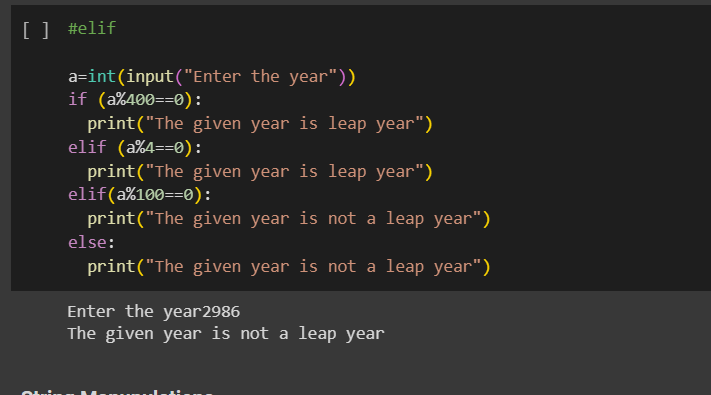 [ ] #elif
a=int(input("Enter the year"))
if (a%400==0):
  print("The given year is leap year")
elif (a%4==0):
  print("The given year is leap year")
elif(a%100==0):
  print("The given year is not a leap year")
else:
  print("The given year is not a leap year")
Enter the year2986
The given year is not a leap year